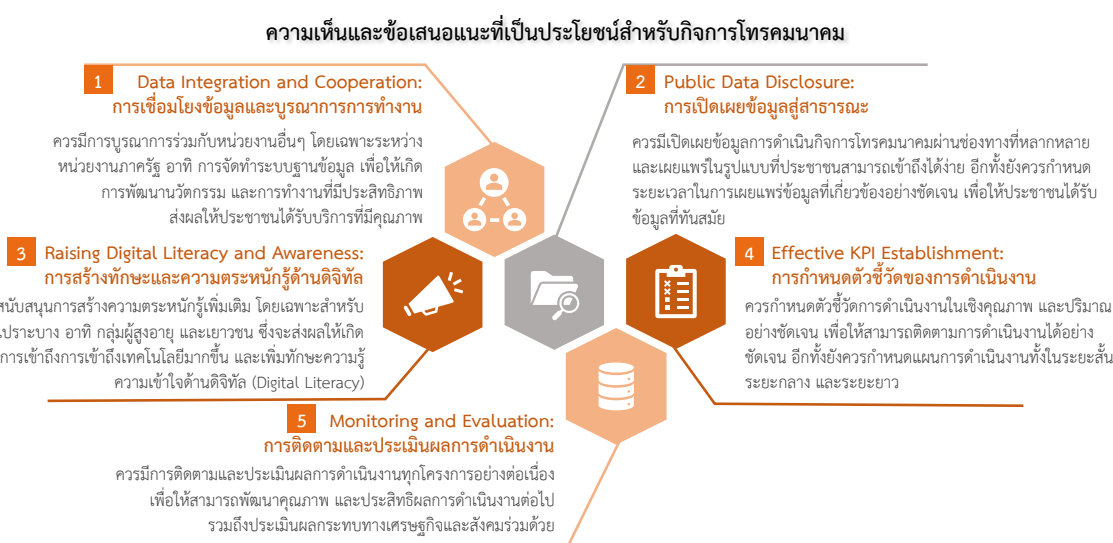 ความเห็นและข้อเสนอแนะที่เป็นประโยชน์สำหรับกิจการโทรคมนาคม
1 Data Integration and Cooperation:
การเชื่อมโยงข้อมูลและบูรณาการการทำงาน
ควรมีการบูรณาการร่วมกับหน่วยงานอื่นๆ โดยเฉพาะระหว่าง
หน่วยงานภาครัฐ อาทิ การจัดทำระบบฐานข้อมูล เพื่อให้เกิด
การพัฒนานวัตกรรม และการทำงานที่มีประสิทธิภาพ
ส่งผลให้ประชาชนได้รับบริการที่มีคุณภาพ
2 Public Data Disclosure:
การเปิดเผยข้อมูลสู่สาธารณะ
ควรมีเปิดเผยข้อมูลการดำเนินกิจการโทรคมนาคมผ่านช่องทางที่หลากหลาย
และเผยแพร่ในรูปแบบที่ประชาชนสามารถเข้าถึงได้ง่าย อีกทั้งยังควรกำหนด
ระยะเวลาในการเผยแพร่ข้อมูลที่เกี่ยวข้องอย่างชัดเจน เพื่อให้ประชาชนได้รับ
ข้อมูลที่ทันสมัย
3 Raising Digital Literacy and Awareness:
การสร้างทักษะและความตระหนักรู้ด้านดิจิทัล
สนับสนุนการสร้างความตระหนักรู้เพิ่มเติม โดยเฉพาะสำหรับ
เปราะบาง อาทิ กลุ่มผู้สูงอายุ และเยาวชน ซึ่งจะส่งผลให้เกิด
การเข้าถึงการเข้าถึงเทคโนโลยีมากขึ้น และเพิ่มทักษะความรู้
ความเข้าใจด้านดิจิทัล (Digital Literacy)
4 Effective KPI Establishment:
การกำหนดตัวชี้วัดของการดำเนินงาน
ควรกำหนดตัวชี้วัดการดำเนินงานในเชิงคุณภาพ และปริมาณ
อย่างชัดเจน เพื่อให้สามารถติดตามการดำเนินงานได้อย่าง
ชัดเจน อีกทั้งยังควรกำหนดแผนการดำเนินงานทั้งในระยะสั้น
ระยะกลาง และระยะยาว
5 Monitoring and Evaluation:
การติดตามและประเมินผลการดำเนินงาน
ควรมีการติดตามและประเมินผลการดำเนินงานทุกโครงการอย่างต่อเนื่อง
เพื่อให้สามารถพัฒนาคุณภาพ และประสิทธิผลการดำเนินงานต่อไป
รวมถึงประเมินผลกระทบทางเศรษฐกิจและสังคมร่วมด้วย